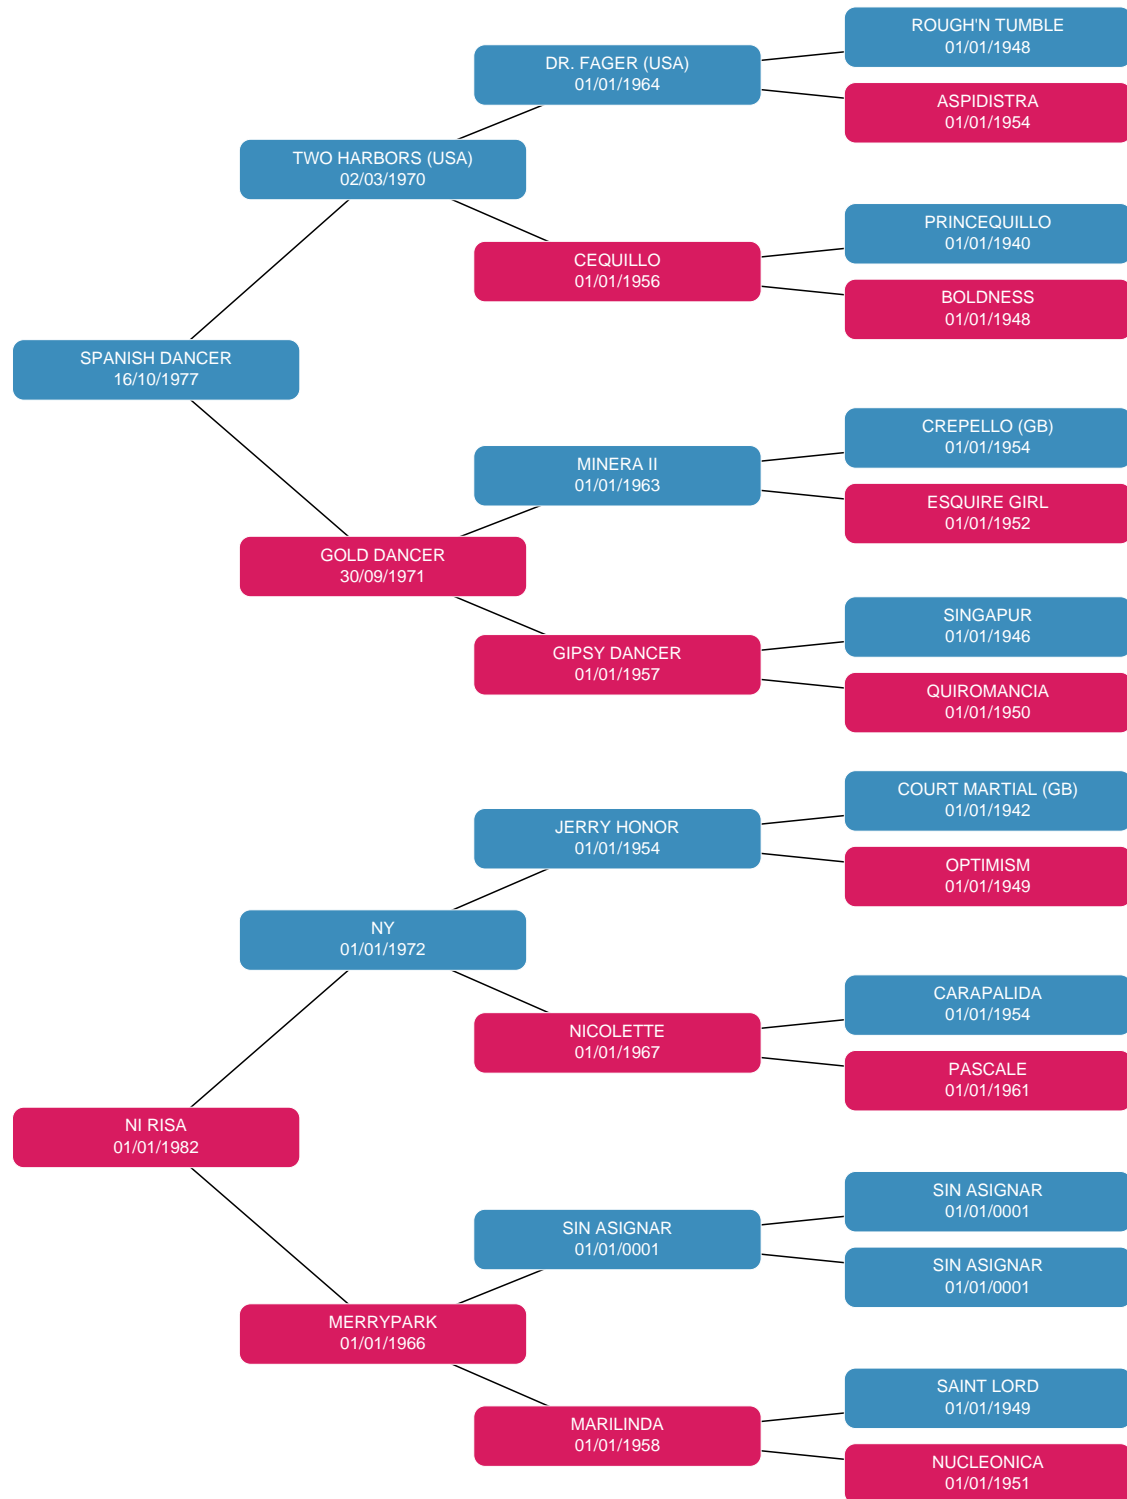 ROUGH'N TUMBLE
01/01/1948
DR. FAGER (USA)
01/01/1964
ASPIDISTRA
01/01/1954
TWO HARBORS (USA)
02/03/1970
PRINCEQUILLO
01/01/1940
CEQUILLO
01/01/1956
BOLDNESS
01/01/1948
SPANISH DANCER
16/10/1977
CREPELLO (GB)
01/01/1954
MINERA II
01/01/1963
ESQUIRE GIRL
01/01/1952
GOLD DANCER
30/09/1971
SINGAPUR
01/01/1946
GIPSY DANCER
01/01/1957
QUIROMANCIA
01/01/1950
COURT MARTIAL (GB)
01/01/1942
JERRY HONOR
01/01/1954
OPTIMISM
01/01/1949
NY
01/01/1972
CARAPALIDA
01/01/1954
NICOLETTE
01/01/1967
PASCALE
01/01/1961
NI RISA
01/01/1982
SIN ASIGNAR
01/01/0001
SIN ASIGNAR
01/01/0001
SIN ASIGNAR
01/01/0001
MERRYPARK
01/01/1966
SAINT LORD
01/01/1949
MARILINDA
01/01/1958
NUCLEONICA
01/01/1951